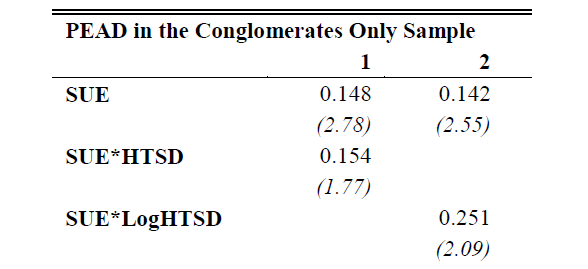 PEAD in the Conglomerates Only Sample
1 2
SUE 0.148 0.142
(2.78) (2.55)
SUE*HTSD 0.154
(1.77)
SUE*LogHTSD 0.251
(2.09)